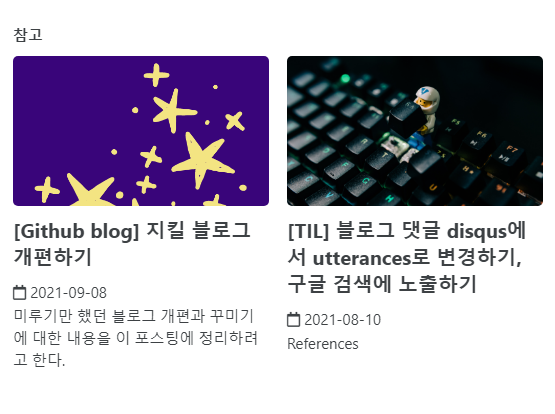 참고
[Github blog] 지킬 블로그
개편하기
2021-09-08
미루기만 했던 블로그 개편과 꾸미기
에 대한 내용을 이 포스팅에 정리하려
고 한다.
[TIL] 블로그 댓글 disqus에
서 utterances로 변경하기,
구글 검색에 노출하기
2021-08-10
References